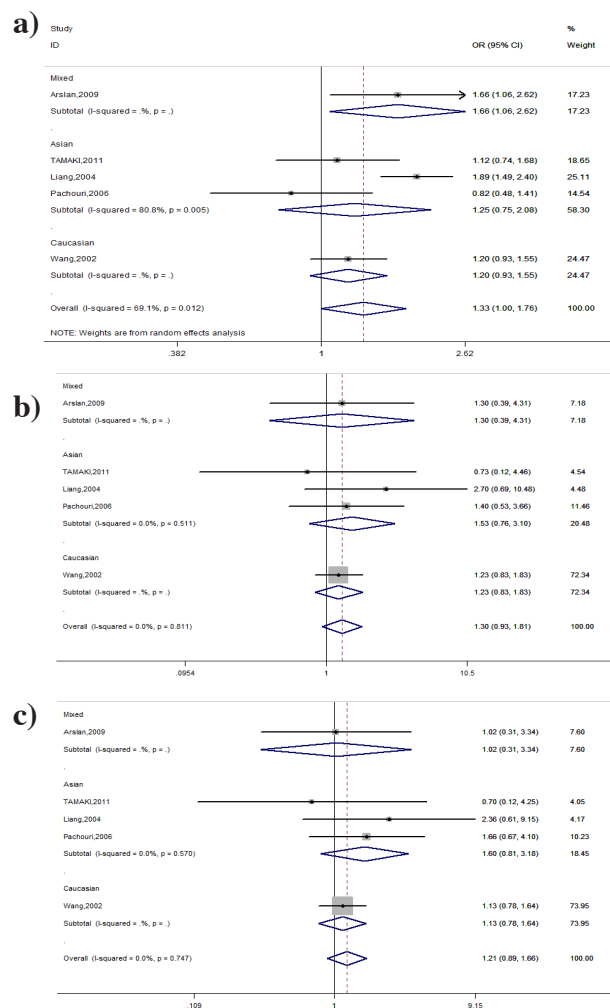 a)
Study %
ID OR (95% CI) Weight
Mixed
Arslan,2009 1.66 (1.06, 2.62) 17.23
Subtotal (I-squared = .%, p = .) 1.66 (1.06, 2.62) 17.23
.
Asian
TAMAKI,2011 1.12 (0.74, 1.68) 18.65
Liang,2004 1.89 (1.49, 2.40) 25.11
Pachouri,2006 0.82 (0.48, 1.41) 14.54
Subtotal (I-squared = 80.8%, p = 0.005) 1.25 (0.75, 2.08) 58.30
.
Caucasian
Wang,2002 1.20 (0.93, 1.55) 24.47
Subtotal (I-squared = .%, p = .) 1.20 (0.93, 1.55) 24.47
.
Overall (I-squared = 69.1%, p = 0.012) 1.33 (1.00, 1.76) 100.00
NOTE: Weights are from random effects analysis
.382 1 2.62
b)
Mixed
Arslan,2009 1.30 (0.39, 4.31) 7.18
Subtotal (I-squared = .%, p = .) 1.30 (0.39, 4.31) 7.18
.
Asian
TAMAKI,2011 0.73 (0.12, 4.46) 4.54
Liang,2004 2.70 (0.69, 10.48) 4.48
Pachouri,2006 1.40 (0.53, 3.66) 11.46
Subtotal (I-squared = 0.0%, p = 0.511) 1.53 (0.76, 3.10) 20.48
.
Caucasian
Wang,2002 1.23 (0.83, 1.83) 72.34
Subtotal (I-squared = .%, p = .) 1.23 (0.83, 1.83) 72.34
.
Overall (I-squared = 0.0%, p = 0.811) 1.30 (0.93, 1.81) 100.00
.0954 1 10.5
c)
Mixed
Arslan,2009 1.02 (0.31, 3.34) 7.60
Subtotal (I-squared = .%, p = .) 1.02 (0.31, 3.34) 7.60
.
Asian
TAMAKI,2011 0.70 (0.12, 4.25) 4.05
Liang,2004 2.36 (0.61, 9.15) 4.17
Pachouri,2006 1.66 (0.67, 4.10) 10.23
Subtotal (I-squared = 0.0%, p = 0.570) 1.60 (0.81, 3.18) 18.45
.
Caucasian
Wang,2002 1.13 (0.78, 1.64) 73.95
Subtotal (I-squared = .%, p = .) 1.13 (0.78, 1.64) 73.95
.
Overall (I-squared = 0.0%, p = 0.747) 1.21 (0.89, 1.66) 100.00
.109 1 9.15